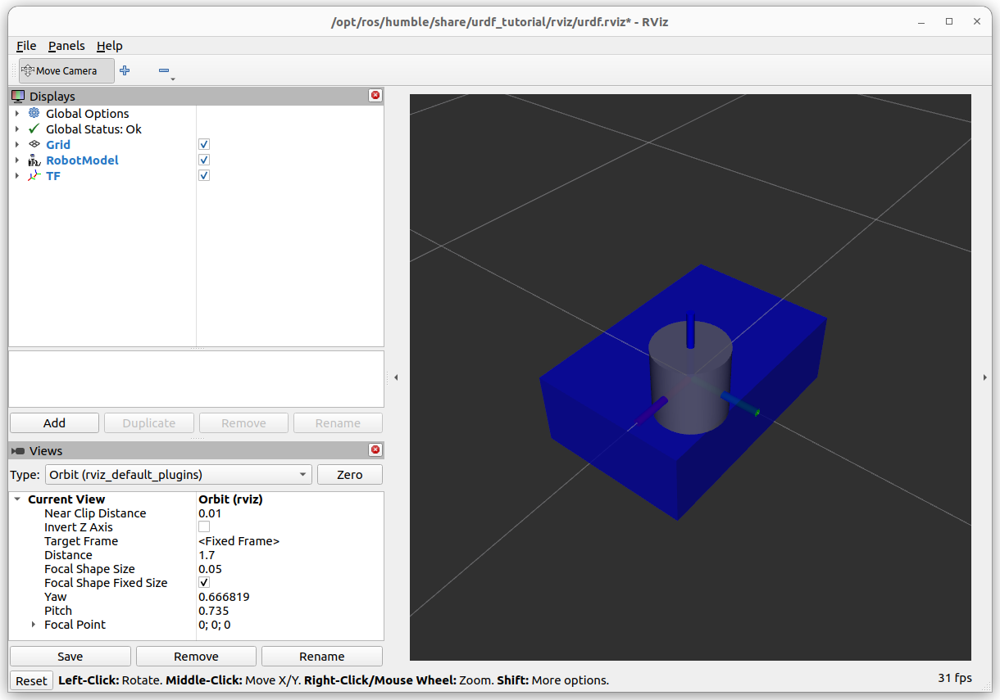 /opt/ros/humble/share/urdf_tutorial/rviz/urdf.rviz* - RViz
File Panels Help
Move Camera
Displays
Global Options
Global Status: Ok
Grid
RobotModel
TF
Add Duplicate Remove Rename
Views
Type: Orbit (rviz_default_plugins) Zero
Current View Orbit (rviz)
Near Clip Distance 0.01
Invert Z Axis
Target Frame <Fixed Frame>
Distance 1.7
Focal Shape Size 0.05
Focal Shape Fixed Size
Yaw 0.666819
Pitch 0.735
Focal Point 0; 0; 0
Save Remove Rename
Reset Left-Click: Rotate. Middle-Click: Move X/Y. Right-Click/Mouse Wheel: Zoom. Shift: More options. 31 fps